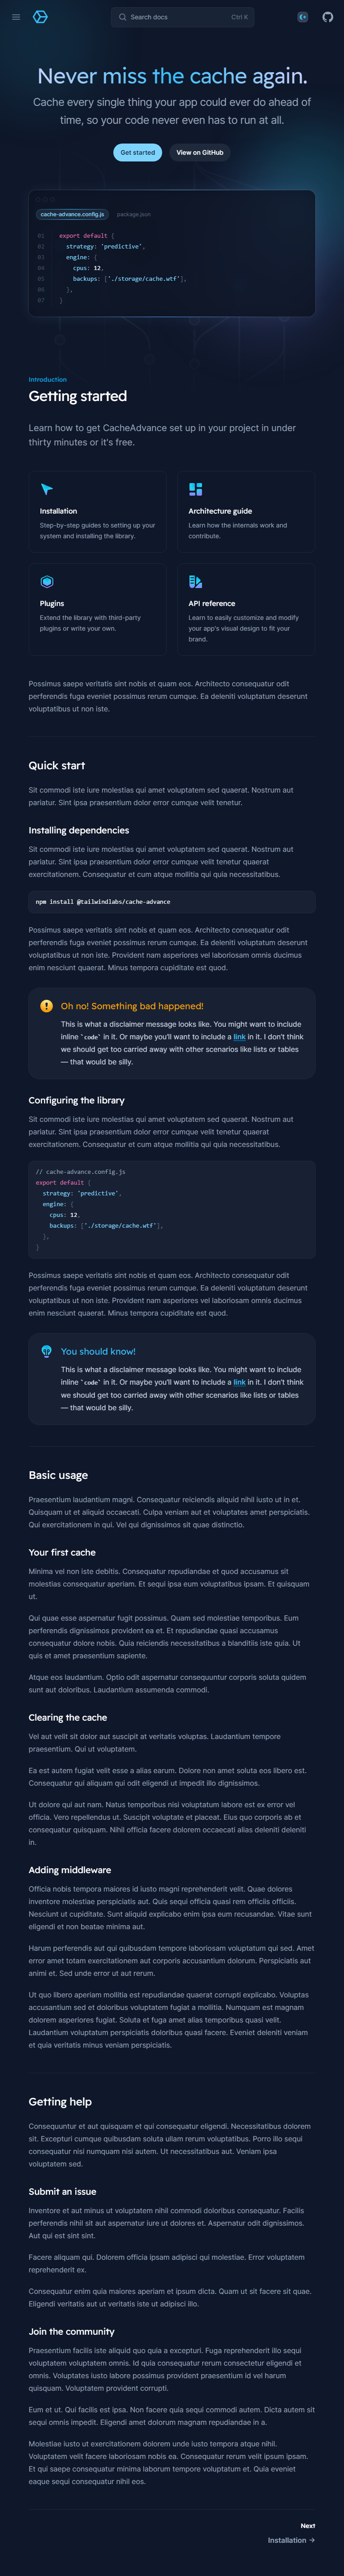 Search docs
Ctrl K
Never miss the cache again.
Cache every single thing your app could ever do ahead of
time, so your code never even has to run at all.
Get started
View on GitHub
cache-advance.config.js
package.json
01 export default {
02 strategy: 'predictive',
03 engine: {
04 cpus: 12,
05 backups: ['./storage/cache.wtf'],
06 },
07 }
Introduction
Getting started
Learn how to get CacheAdvance set up in your project in under
thirty minutes or it's free.
Installation
Step-by-step guides to setting up your
system and installing the library.
Architecture guide
Learn how the internals work and
contribute.
Plugins
Extend the library with third-party
plugins or write your own.
API reference
Learn to easily customize and modify
your app's visual design to fit your
brand.
Possimus saepe veritatis sint nobis et quam eos. Architecto consequatur odit
perferendis fuga eveniet possimus rerum cumque. Ea deleniti voluptatum deserunt
voluptatibus ut non iste.
Quick start
Sit commodi iste iure molestias qui amet voluptatem sed quaerat. Nostrum aut
pariatur. Sint ipsa praesentium dolor error cumque velit tenetur.
Installing dependencies
Sit commodi iste iure molestias qui amet voluptatem sed quaerat. Nostrum aut
pariatur. Sint ipsa praesentium dolor error cumque velit tenetur quaerat
exercitationem. Consequatur et cum atque mollitia qui quia necessitatibus.
npm install @tailwindlabs/cache-advance
Possimus saepe veritatis sint nobis et quam eos. Architecto consequatur odit
perferendis fuga eveniet possimus rerum cumque. Ea deleniti voluptatum deserunt
voluptatibus ut non iste. Provident nam asperiores vel laboriosam omnis ducimus
enim nesciunt quaerat. Minus tempora cupiditate est quod.
Oh no! Something bad happened!
This is what a disclaimer message looks like. You might want to include
inline `code` in it. Or maybe you'll want to include a link in it. I don't think
we should get too carried away with other scenarios like lists or tables
— that would be silly.
Configuring the library
Sit commodi iste iure molestias qui amet voluptatem sed quaerat. Nostrum aut
pariatur. Sint ipsa praesentium dolor error cumque velit tenetur quaerat
exercitationem. Consequatur et cum atque mollitia qui quia necessitatibus.
// cache-advance.config.js
export default {
strategy: 'predictive',
engine: {
cpus: 12,
backups: ['./storage/cache.wtf'],
},
}
Possimus saepe veritatis sint nobis et quam eos. Architecto consequatur odit
perferendis fuga eveniet possimus rerum cumque. Ea deleniti voluptatum deserunt
voluptatibus ut non iste. Provident nam asperiores vel laboriosam omnis ducimus
enim nesciunt quaerat. Minus tempora cupiditate est quod.
You should know!
This is what a disclaimer message looks like. You might want to include
inline `code` in it. Or maybe you'll want to include a link in it. I don't think
we should get too carried away with other scenarios like lists or tables
— that would be silly.
Basic usage
Praesentium laudantium magni. Consequatur reiciendis aliquid nihil iusto ut in et.
Quisquam ut et aliquid occaecati. Culpa veniam aut et voluptates amet perspiciatis.
Qui exercitationem in qui. Vel qui dignissimos sit quae distinctio.
Your first cache
Minima vel non iste debitis. Consequatur repudiandae et quod accusamus sit
molestias consequatur aperiam. Et sequi ipsa eum voluptatibus ipsam. Et quisquam
ut.
Qui quae esse aspernatur fugit possimus. Quam sed molestiae temporibus. Eum
perferendis dignissimos provident ea et. Et repudiandae quasi accusamus
consequatur dolore nobis. Quia reiciendis necessitatibus a blanditiis iste quia. Ut
quis et amet praesentium sapiente.
Atque eos laudantium. Optio odit aspernatur consequuntur corporis soluta quidem
sunt aut doloribus. Laudantium assumenda commodi.
Clearing the cache
Vel aut velit sit dolor aut suscipit at veritatis voluptas. Laudantium tempore
praesentium. Qui ut voluptatem.
Ea est autem fugiat velit esse a alias earum. Dolore non amet soluta eos libero est.
Consequatur qui aliquam qui odit eligendi ut impedit illo dignissimos.
Ut dolore qui aut nam. Natus temporibus nisi voluptatum labore est ex error vel
officia. Vero repellendus ut. Suscipit voluptate et placeat. Eius quo corporis ab et
consequatur quisquam. Nihil officia facere dolorem occaecati alias deleniti deleniti
in.
Adding middleware
Officia nobis tempora maiores id iusto magni reprehenderit velit. Quae dolores
inventore molestiae perspiciatis aut. Quis sequi officia quasi rem officiis officiis.
Nesciunt ut cupiditate. Sunt aliquid explicabo enim ipsa eum recusandae. Vitae sunt
eligendi et non beatae minima aut.
Harum perferendis aut qui quibusdam tempore laboriosam voluptatum qui sed. Amet
error amet totam exercitationem aut corporis accusantium dolorum. Perspiciatis aut
animi et. Sed unde error ut aut rerum.
Ut quo libero aperiam mollitia est repudiandae quaerat corrupti explicabo. Voluptas
accusantium sed et doloribus voluptatem fugiat a mollitia. Numquam est magnam
dolorem asperiores fugiat. Soluta et fuga amet alias temporibus quasi velit.
Laudantium voluptatum perspiciatis doloribus quasi facere. Eveniet deleniti veniam
et quia veritatis minus veniam perspiciatis.
Getting help
Consequuntur et aut quisquam et qui consequatur eligendi. Necessitatibus dolorem
sit. Excepturi cumque quibusdam soluta ullam rerum voluptatibus. Porro illo sequi
consequatur nisi numquam nisi autem. Ut necessitatibus aut. Veniam ipsa
voluptatem sed.
Submit an issue
Inventore et aut minus ut voluptatem nihil commodi doloribus consequatur. Facilis
perferendis nihil sit aut aspernatur iure ut dolores et. Aspernatur odit dignissimos.
Aut qui est sint sint.
Facere aliquam qui. Dolorem officia ipsam adipisci qui molestiae. Error voluptatem
reprehenderit ex.
Consequatur enim quia maiores aperiam et ipsum dicta. Quam ut sit facere sit quae.
Eligendi veritatis aut ut veritatis iste ut adipisci illo.
Join the community
Praesentium facilis iste aliquid quo quia a excepturi. Fuga reprehenderit illo sequi
voluptatem voluptatem omnis. Id quia consequatur rerum consectetur eligendi et
omnis. Voluptates iusto labore possimus provident praesentium id vel harum
quisquam. Voluptatem provident corrupti.
Eum et ut. Qui facilis est ipsa. Non facere quia sequi commodi autem. Dicta autem sit
sequi omnis impedit. Eligendi amet dolorum magnam repudiandae in a.
Molestiae iusto ut exercitationem dolorem unde iusto tempora atque nihil.
Voluptatem velit facere laboriosam nobis ea. Consequatur rerum velit ipsum ipsam.
Et qui saepe consequatur minima laborum tempore voluptatum et. Quia eveniet
eaque sequi consequatur nihil eos.
Next
Installation →